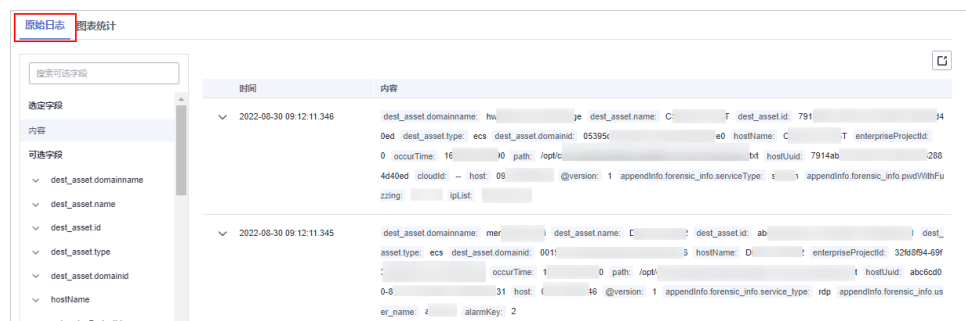 原始日志 图表统计
搜索可选字段
选定字段
内容
可选字段
dest_asset.domainname
dest_asset.name
dest_asset.id
dest_asset.type
dest_asset.domainid
hostName
时间 内容
2022-08-30 09:12:11.346
dest_asset.domainname: hw ge dest_asset.name: C T dest_asset.id: 791 d4
0ed dest_asset.type: ecs dest_asset.domainid: 05395c e0 hostName: C T enterpriseProjectId:
0 occurTime: 16 00 path: /opt/c txt hostUuid: 7914ab -288
4d40ed cloudId: -- host: 09 @version: 1 appendInfo.forensic_info.serviceType: s h appendInfo.forensic_info.pwdWithFu
zzing: ipList:
2022-08-30 09:12:11.345
dest_asset.domainname: mer i dest_asset.name: D dest_asset.id: ab dest_
asset.type: ecs dest_asset.domainid: 001 6 hostName: D enterpriseProjectId: 32fd8f94-69f
occurTime: 1 0 path: /opt/ t hostUuid: abc6cd0
0-8 31 host: 46 @version: 1 appendInfo.forensic_info.service_type: rdp appendInfo.forensic_info.us
er_name: a alarmKey: 2